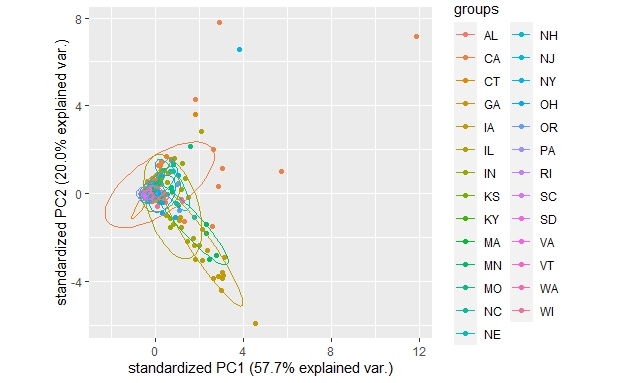 groups
AL
CA
CT
GA
IA
IL
IN
KS
KY
MA
MN
MO
NC
NE
NH
NJ
NY
OH
OR
PA
RI
SC
SD
VA
VT
WA
WI
8
4
0
-4
0
4
8
12
standardized PC2 (20.0% explained var.)
standardized PC1 (57.7% explained var.)